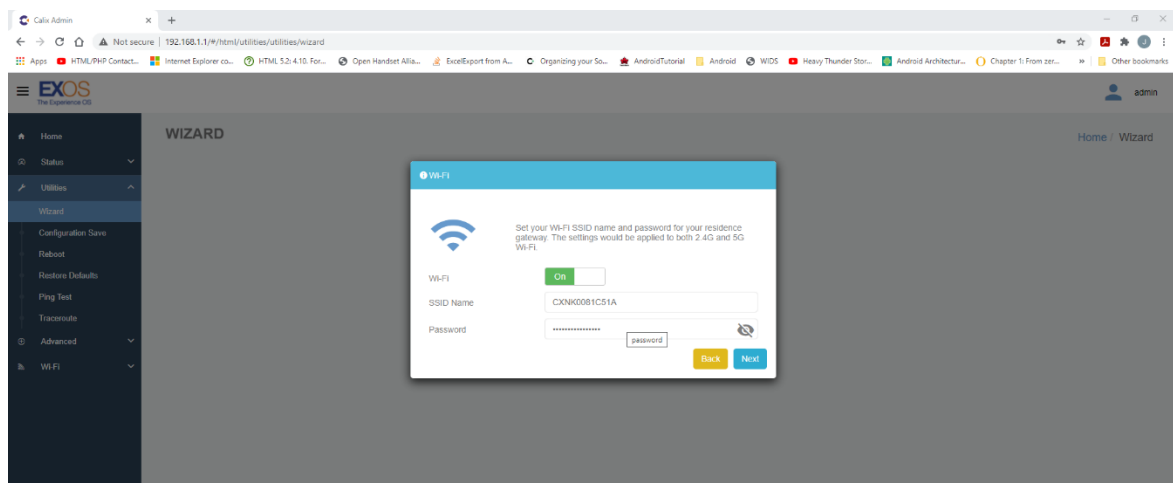 Calix Admin
Not secure | 192.168.1.1/#/html/utilities/utilities/wizard
Apps HTML/PHP Contact... Internet Explorer co... HTML 5.2: 4.10. For... Open Handset Allia... ExcelExport from A... Organizing your So... AndroidTutorial Android WIDS Heavy Thunder Stor... Android Architectur... Chapter 1: From zer... » Other bookmarks
EXOS
The Experience OS
admin
Home
WIZARD
Home / Wizard
Status
Utilities
Wizard
Configuration Save
Reboot
Restore Defaults
Ping Test
Traceroute
Advanced
Wi-Fi
Wi-Fi
Set your Wi-Fi SSID name and password for your residence
gateway. The settings would be applied to both 2.4G and 5G
Wi-Fi.
Wi-Fi
On
SSID Name
CXNK0081C51A
Password
password
Back
Next